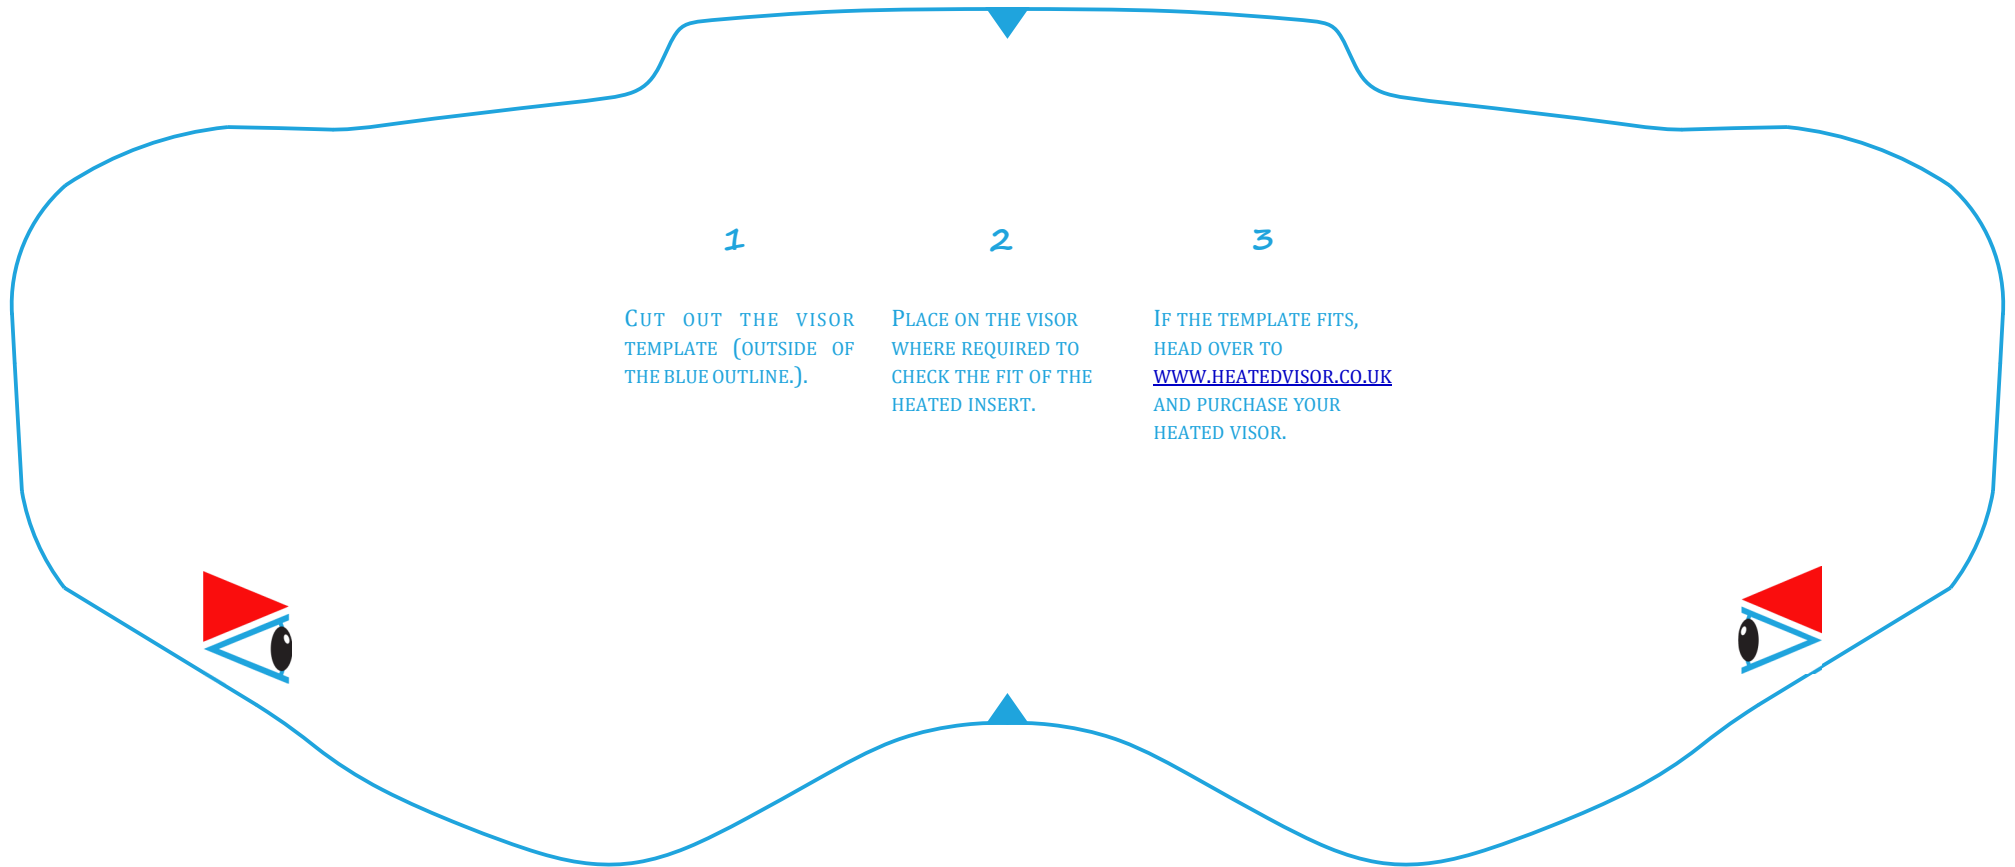 1
CUT OUT THE VISOR
TEMPLATE (OUTSIDE OF
THE BLUE OUTLINE.).
2
PLACE ON THE VISOR
WHERE REQUIRED TO
CHECK THE FIT OF THE
HEATED INSERT.
3
IF THE TEMPLATE FITS,
HEAD OVER TO
WWW.HEATEDVISOR.CO.UK
AND PURCHASE YOUR
HEATED VISOR.